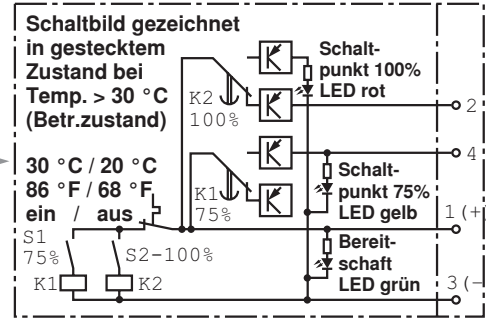 Schaltbild gezeichnet
in gestecktem
Zustand bei
Temp. > 30 °C
(Betr.zustand)
K2
100%
Schalt-
punkt 100%
LED rot
2
4
30 °C / 20 °C
86 °F / 68 °F
ein / aus
K1
75%
Schalt-
punkt 75%
LED gelb
1 (+
S1
75%
S2-100%
Bereit-
schaft
LED grün
K1
K2
3 (-